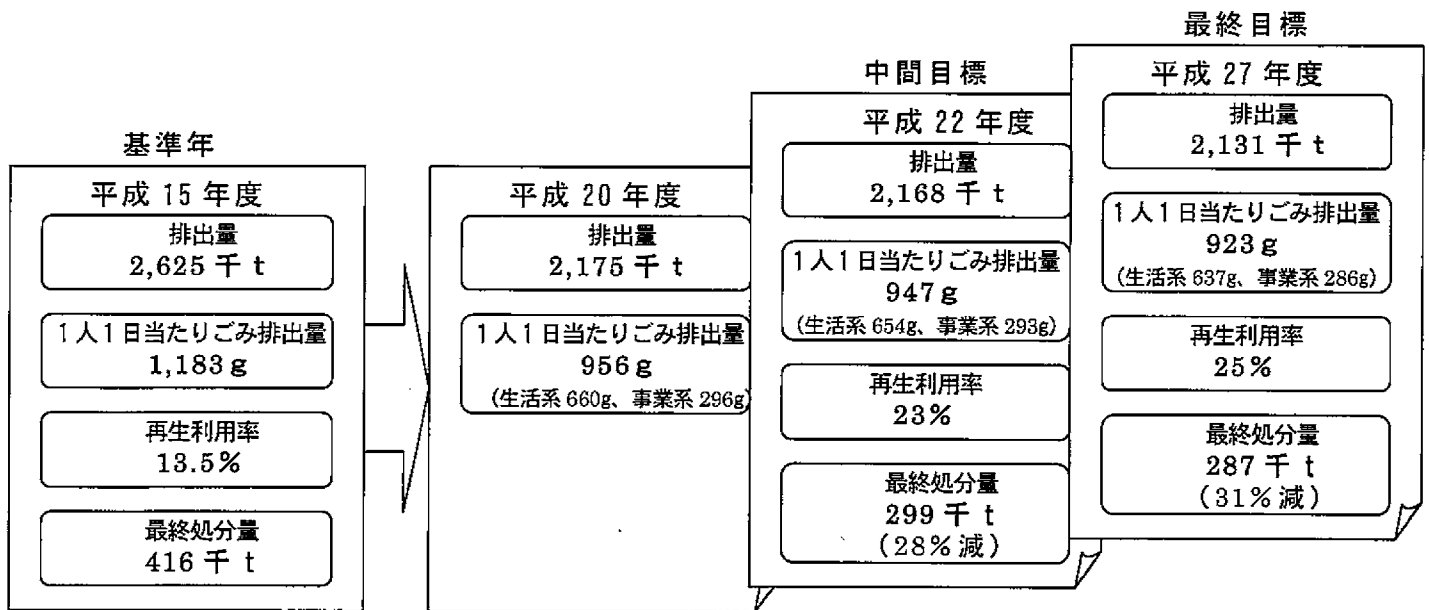 基準年
平成 15 年度
排出量
2,625 千 t
1人1日当たりごみ排出量
1,183 g
再生利用率
13.5%
最終処分量
416 千 t
平成 20 年度
排出量
2,175 千 t
1人1日当たりごみ排出量
956 g
(生活系 660g、事業系 296g)
中間目標
平成 22 年度
排出量
2,168 千 t
1人1日当たりごみ排出量
947 g
(生活系 654g、事業系 293g)
再生利用率
23%
最終処分量
299 千 t
(28% 減)
最終目標
平成 27 年度
排出量
2,131 千 t
1人1日当たりごみ排出量
923 g
(生活系 637g、事業系 286g)
再生利用率
25%
最終処分量
287 千 t
(31% 減)